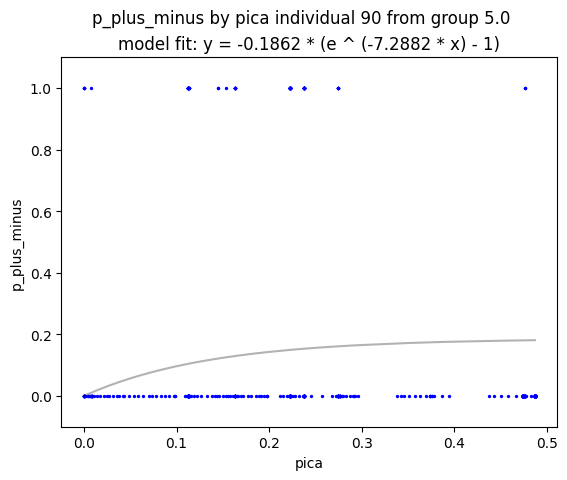 p_plus_minus by pica individual 90 from group 5.0
model fit: y = -0.1862 * (e ^ (-7.2882 * x) - 1)
1.0
0.8
0.6
0.4
0.2
0.0
p_plus_minus
0.0 0.1 0.2 0.3 0.4 0.5
pica